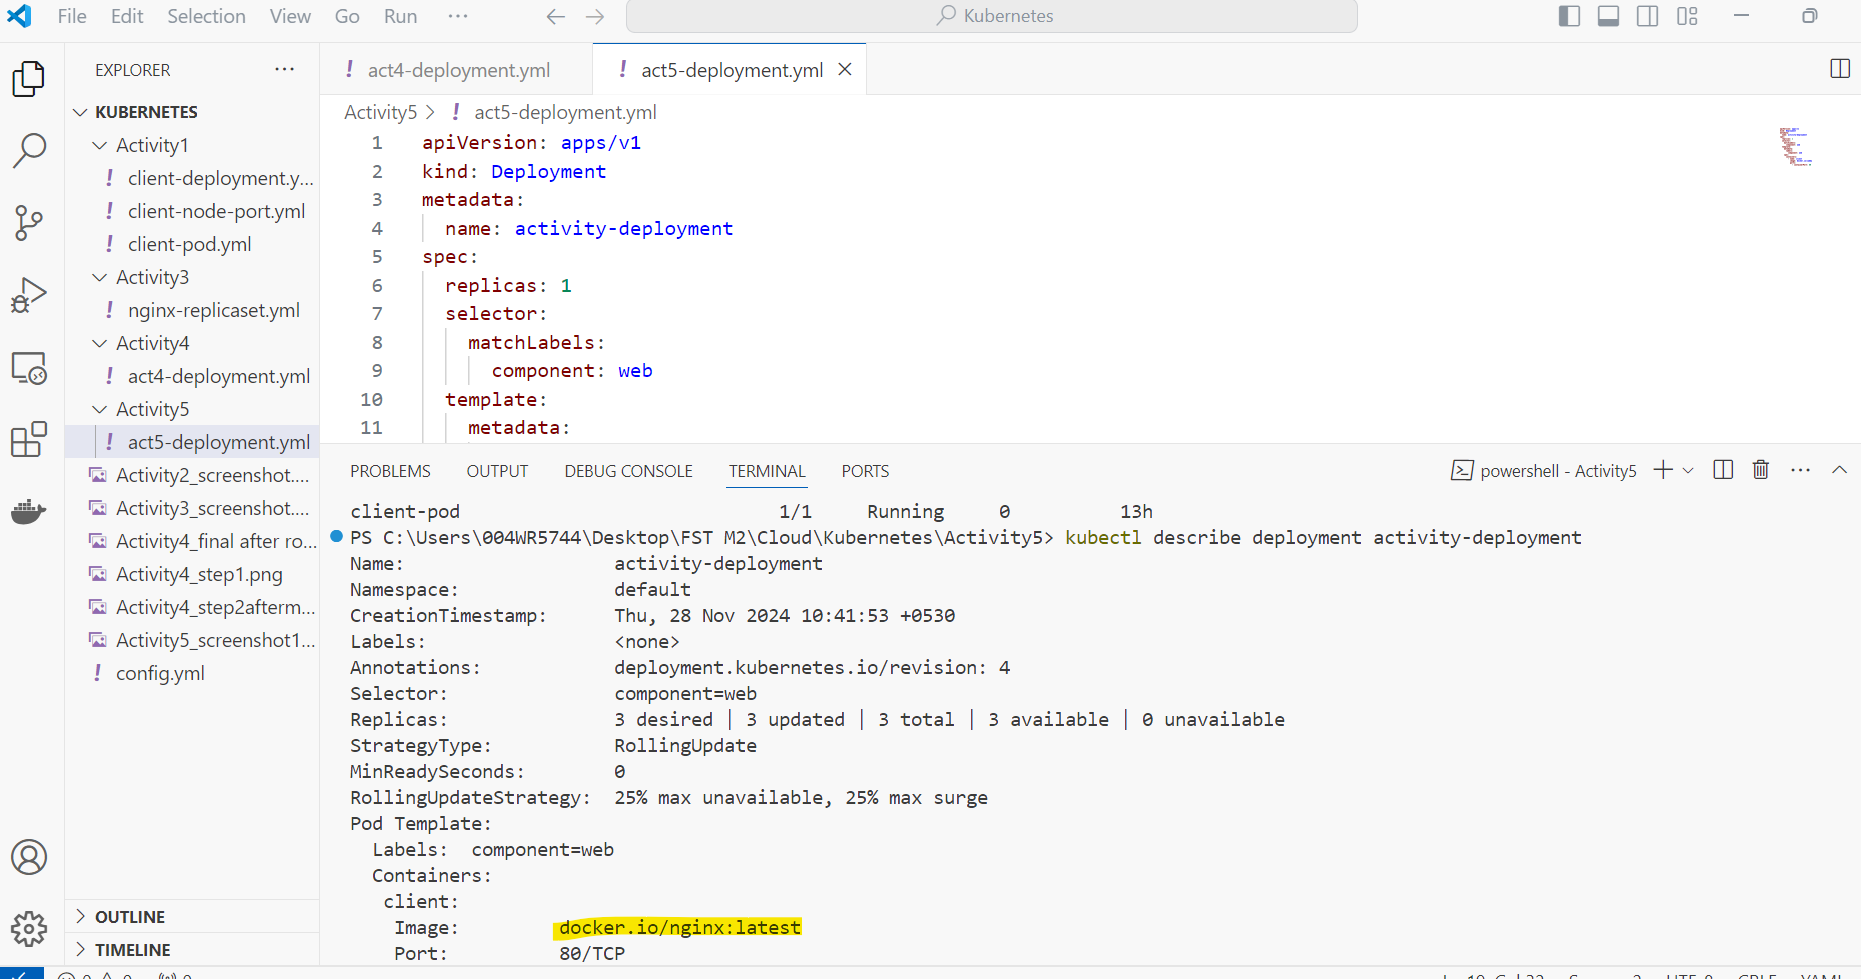 File Edit Selection View Go Run ···
Kubernetes
EXPLORER
KUBERNETES
Activity1
client-deployment.y...
client-node-port.yml
client-pod.yml
Activity3
nginx-replicaset.yml
Activity4
act4-deployment.yml
Activity5
act5-deployment.yml
Activity2_screenshot....
Activity3_screenshot....
Activity4_final after ro...
Activity4_step1.png
Activity4_step2afterm...
Activity5_screenshot1...
config.yml
OUTLINE
TIMELINE
! act4-deployment.yml
! act5-deployment.yml
Activity5 > ! act5-deployment.yml
1 apiVersion: apps/v1
2 kind: Deployment
3 metadata:
4 name: activity-deployment
5 spec:
6 replicas: 1
7 selector:
8 matchLabels:
9 component: web
10 template:
11 metadata:
PROBLEMS OUTPUT DEBUG CONSOLE TERMINAL PORTS
powershell - Activity5
client-pod 1/1 Running 0 13h
PS C:\Users\004WR5744\Desktop\FST M2\Cloud\Kubernetes\Activity5> kubectl describe deployment activity-deployment
Name: activity-deployment
Namespace: default
CreationTimestamp: Thu, 28 Nov 2024 10:41:53 +0530
Labels: <none>
Annotations: deployment.kubernetes.io/revision: 4
Selector: component=web
Replicas: 3 desired | 3 updated | 3 total | 3 available | 0 unavailable
StrategyType: RollingUpdate
MinReadySeconds: 0
RollingUpdateStrategy: 25% max unavailable, 25% max surge
Pod Template:
Labels: component=web
Containers:
client:
Image: docker.io/nginx:latest
Port: 80/TCP